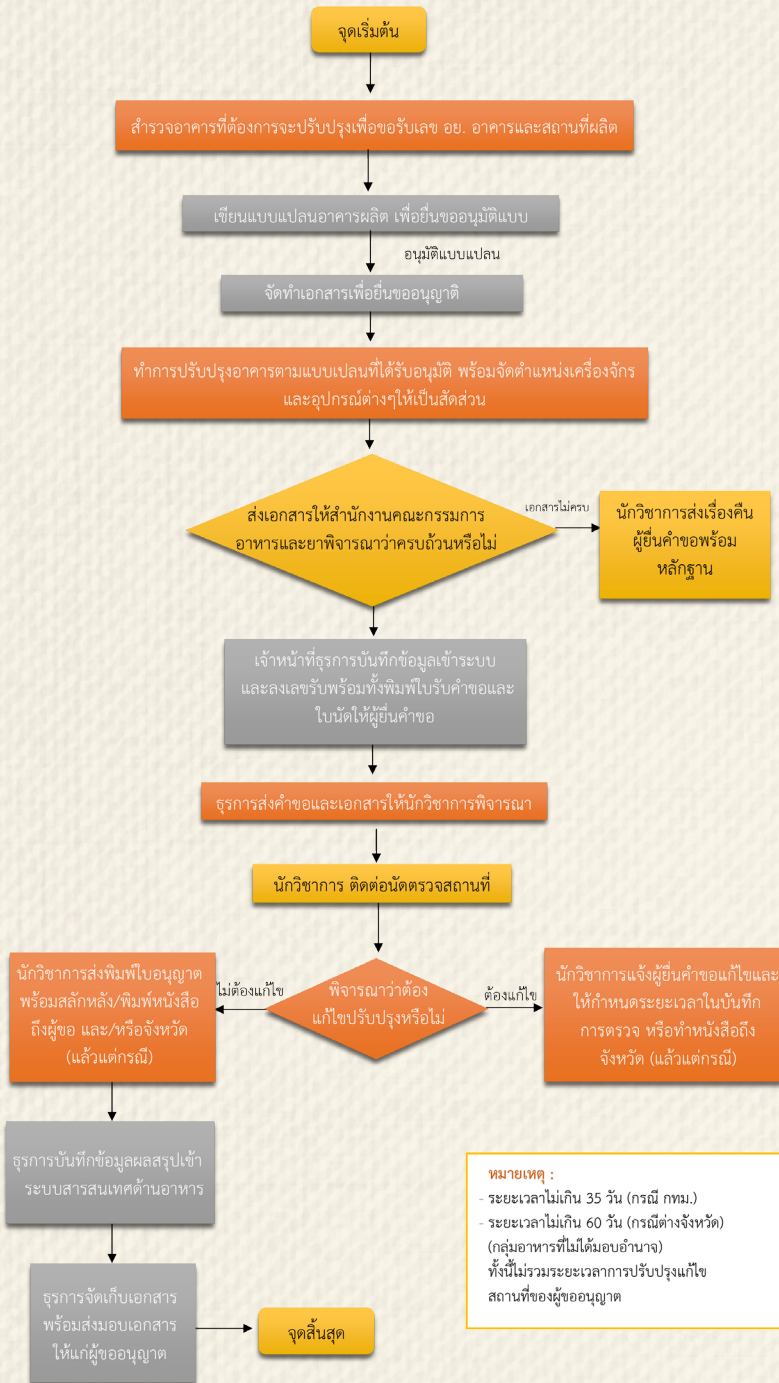 จุดเริ่มต้น
สำรวจอาคารที่ต้องการจะปรับปรุงเพื่อขอรับเลข อย. อาคารและสถานที่ผลิต
เขียนแบบแปลนอาคารผลิต เพื่อยื่นขออนุมัติแบบ
อนุมัติแบบแปลน
จัดทำเอกสารเพื่อยื่นขออนุญาติ
ทำการปรับปรุงอาคารตามแบบเปลนที่ได้รับอนุมัติ พร้อมจัดตำแหน่งเครื่องจักร
และอุปกรณ์ต่างๆให้เป็นสัดส่วน
ส่งเอกสารให้สำนักงานคณะกรรมการ
อาหารและยาพิจารณาว่าครบถ้วนหรือไม่
เอกสารไม่ครบ
นักวิชาการส่งเรื่องคืน
ผู้ยื่นคำขอพร้อม
หลักฐาน
เจ้าหน้าที่ธุรการบันทึกข้อมูลเข้าระบบ
และลงเลขรับพร้อมทั้งพิมพ์ใบรับคำขอและ
ใบนัดให้ผู้ยื่นคำขอ
ธุรการส่งคำขอและเอกสารให้นักวิชาการพิจารณา
นักวิชาการ ติดต่อนัดตรวจสถานที่
พิจารณาว่าต้อง
แก้ไขปรับปรุงหรือไม่
ไม่ต้องแก้ไข
นักวิชาการส่งพิมพ์ใบอนุญาต
พร้อมสลักหลัง/พิมพ์หนังสือ
ถึงผู้ขอ และ/หรือจังหวัด
(แล้วแต่กรณี)
ต้องแก้ไข
นักวิชาการแจ้งผู้ยื่นคำขอแก้ไขและ
ให้กำหนดระยะเวลาในบันทึก
การตรวจ หรือทำหนังสือถึง
จังหวัด (แล้วแต่กรณี)
ธุรการบันทึกข้อมูลผลสรุปเข้า
ระบบสารสนเทศด้านอาหาร
ธุรการจัดเก็บเอกสาร
พร้อมส่งมอบเอกสาร
ให้แก่ผู้ขออนุญาต
จุดสิ้นสุด
หมายเหตุ :
- ระยะเวลาไม่เกิน 35 วัน (กรณี กทม.)
- ระยะเวลาไม่เกิน 60 วัน (กรณีต่างจังหวัด)
(กลุ่มอาหารที่ไม่ได้มอบอำนาจ)
ทั้งนี้ไม่รวมระยะเวลาการปรับปรุงแก้ไข
สถานที่ของผู้ขออนุญาต